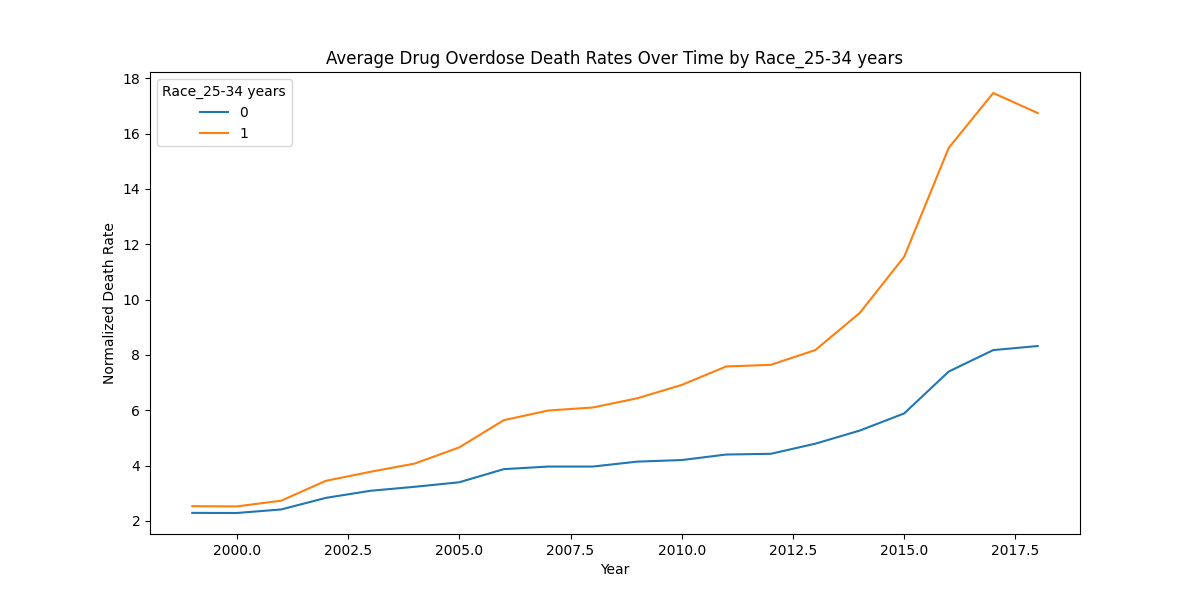 Average Drug Overdose Death Rates Over Time by Race_25-34 years
Race_25-34 years
0
1
Normalized Death Rate
18
16
14
12
10
8
6
4
2
2000.0 2002.5 2005.0 2007.5 2010.0 2012.5 2015.0 2017.5
Year